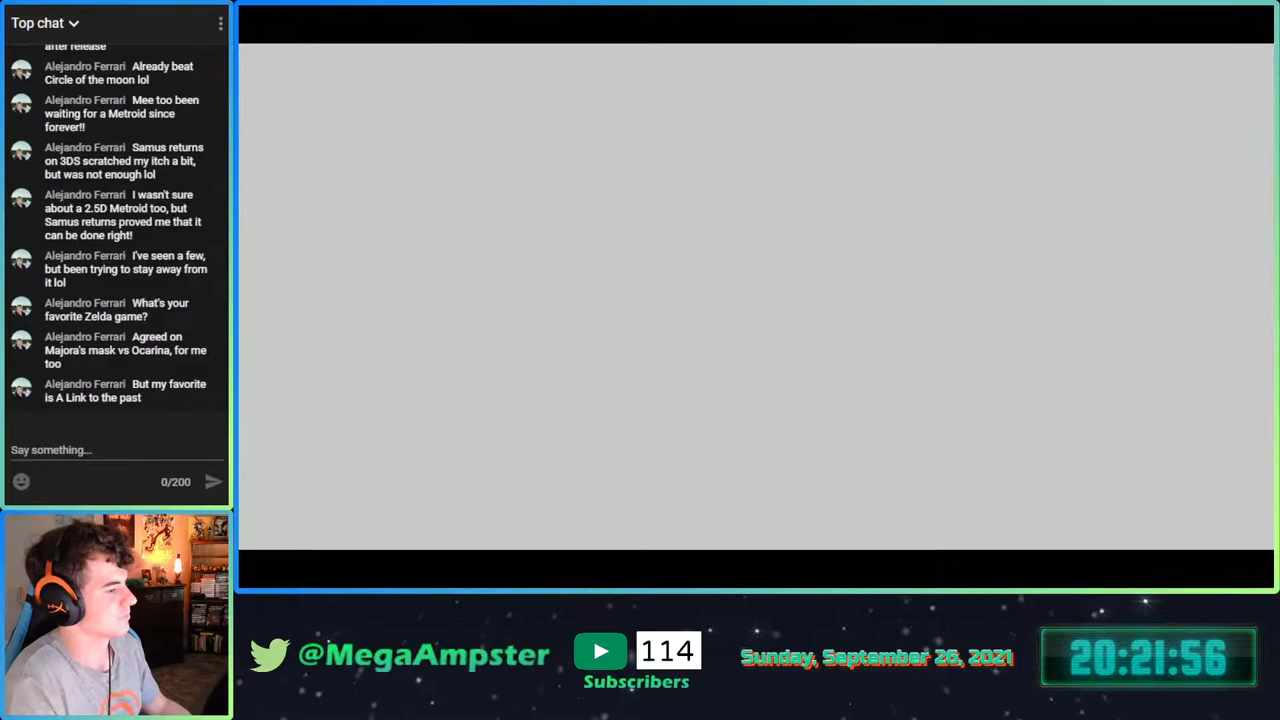 Top chat
after release
Alejandro Ferrari Already beat
Circle of the moon lol
Alejandro Ferrari Mee too been
waiting for a Metroid since
forever!!
Alejandro Ferrari Samus returns
on 3DS scratched my itch a bit,
but was not enough lol
Alejandro Ferrari I wasn't sure
about a 2.5D Metroid too, but
Samus returns proved me that it
can be done right!
Alejandro Ferrari I've seen a few,
but been trying to stay away from
it lol
Alejandro Ferrari What's your
favorite Zelda game?
Alejandro Ferrari Agreed on
Majora's mask vs Ocarina, for me
too
Alejandro Ferrari But my favorite
is A Link to the past
Say something...
0/200
@MegaAmpster
114
Subscribers
Sunday, September 26, 2021
20:21:56